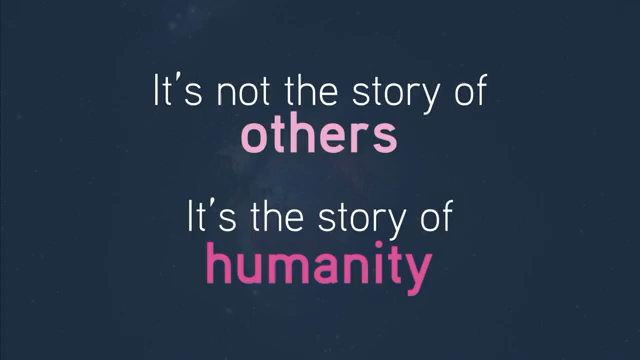 It's not the story of
others
It's the story of
humanity